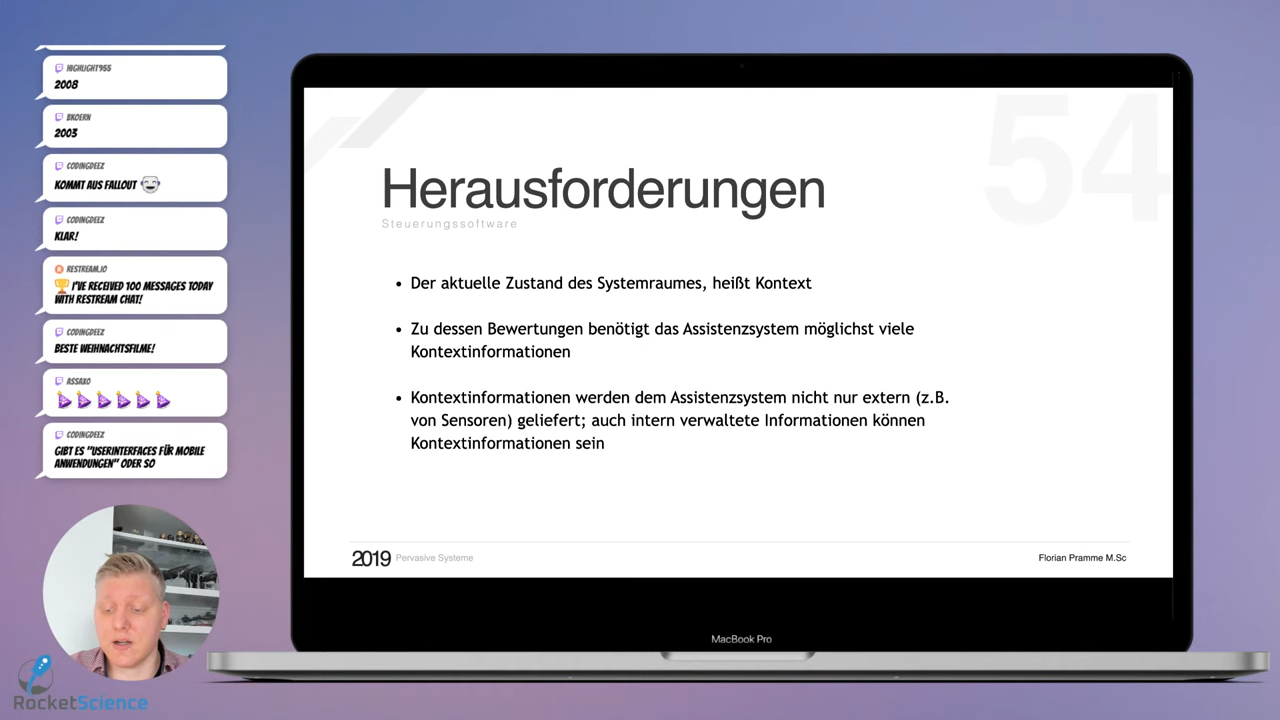 HIGHLIGHT955
2008
BKOERN
2003
CODINGDEEZ
KOMMT AUS FALLOUT
CODINGDEEZ
KLAR!
RESTREAM.IO
I'VE RECEIVED 100 MESSAGES TODAY
WITH RESTREAM CHAT!
CODINGDEEZ
BESTE WEIHNACHTSFILME!
ASSAXO
CODINGDEEZ
GIBT ES "USERINTERFACES FÜR MOBILE
ANWENDUNGEN" ODER SO
RocketScience
54
Herausforderungen
Steuerungssoftware
• Der aktuelle Zustand des Systemraumes, heißt Kontext
• Zu dessen Bewertungen benötigt das Assistenzsystem möglichst viele
Kontextinformationen
• Kontextinformationen werden dem Assistenzsystem nicht nur extern (z.B.
von Sensoren) geliefert; auch intern verwaltete Informationen können
Kontextinformationen sein
2019 Pervasive Systeme
Florian Pramme M.Sc
MacBook Pro